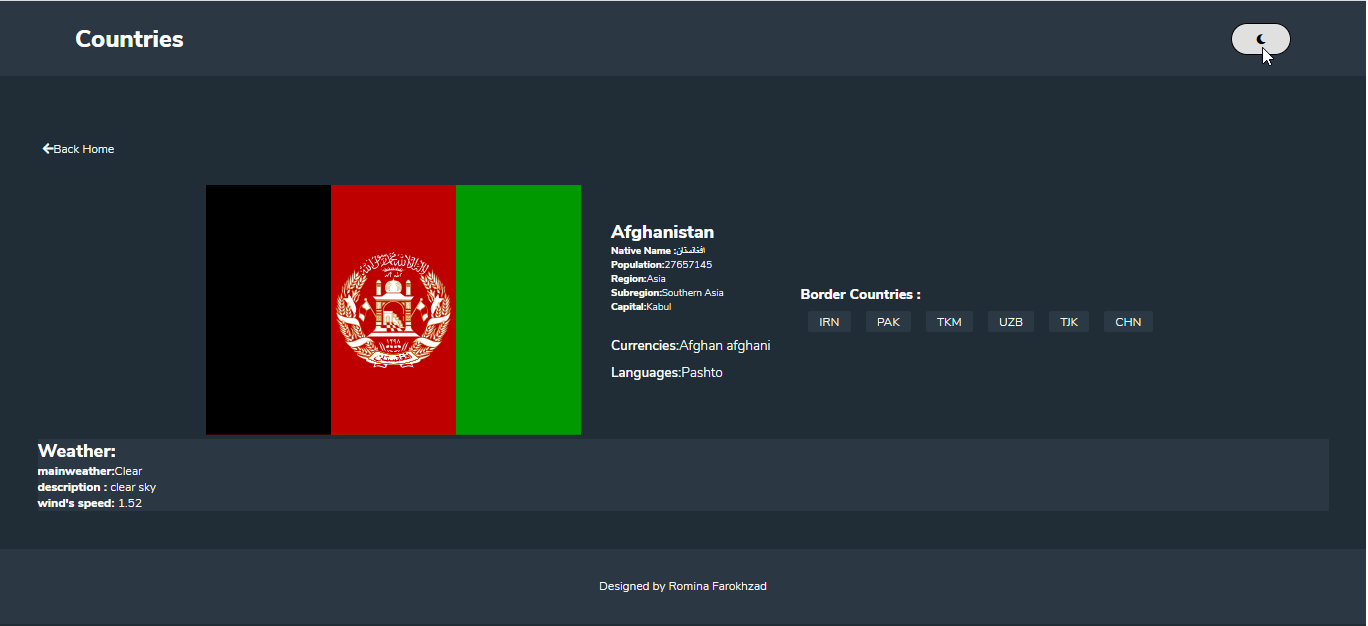 Countries
Back Home
Afghanistan
Native Name :افغانستان
Population:27657145
Region:Asia
Subregion:Southern Asia
Capital:Kabul
Currencies:Afghan afghani
Languages:Pashto
Border Countries :
IRN PAK TKM UZB TJK CHN
Weather:
mainweather:Clear
description : clear sky
wind's speed: 1.52
Designed by Romina Farokhzad